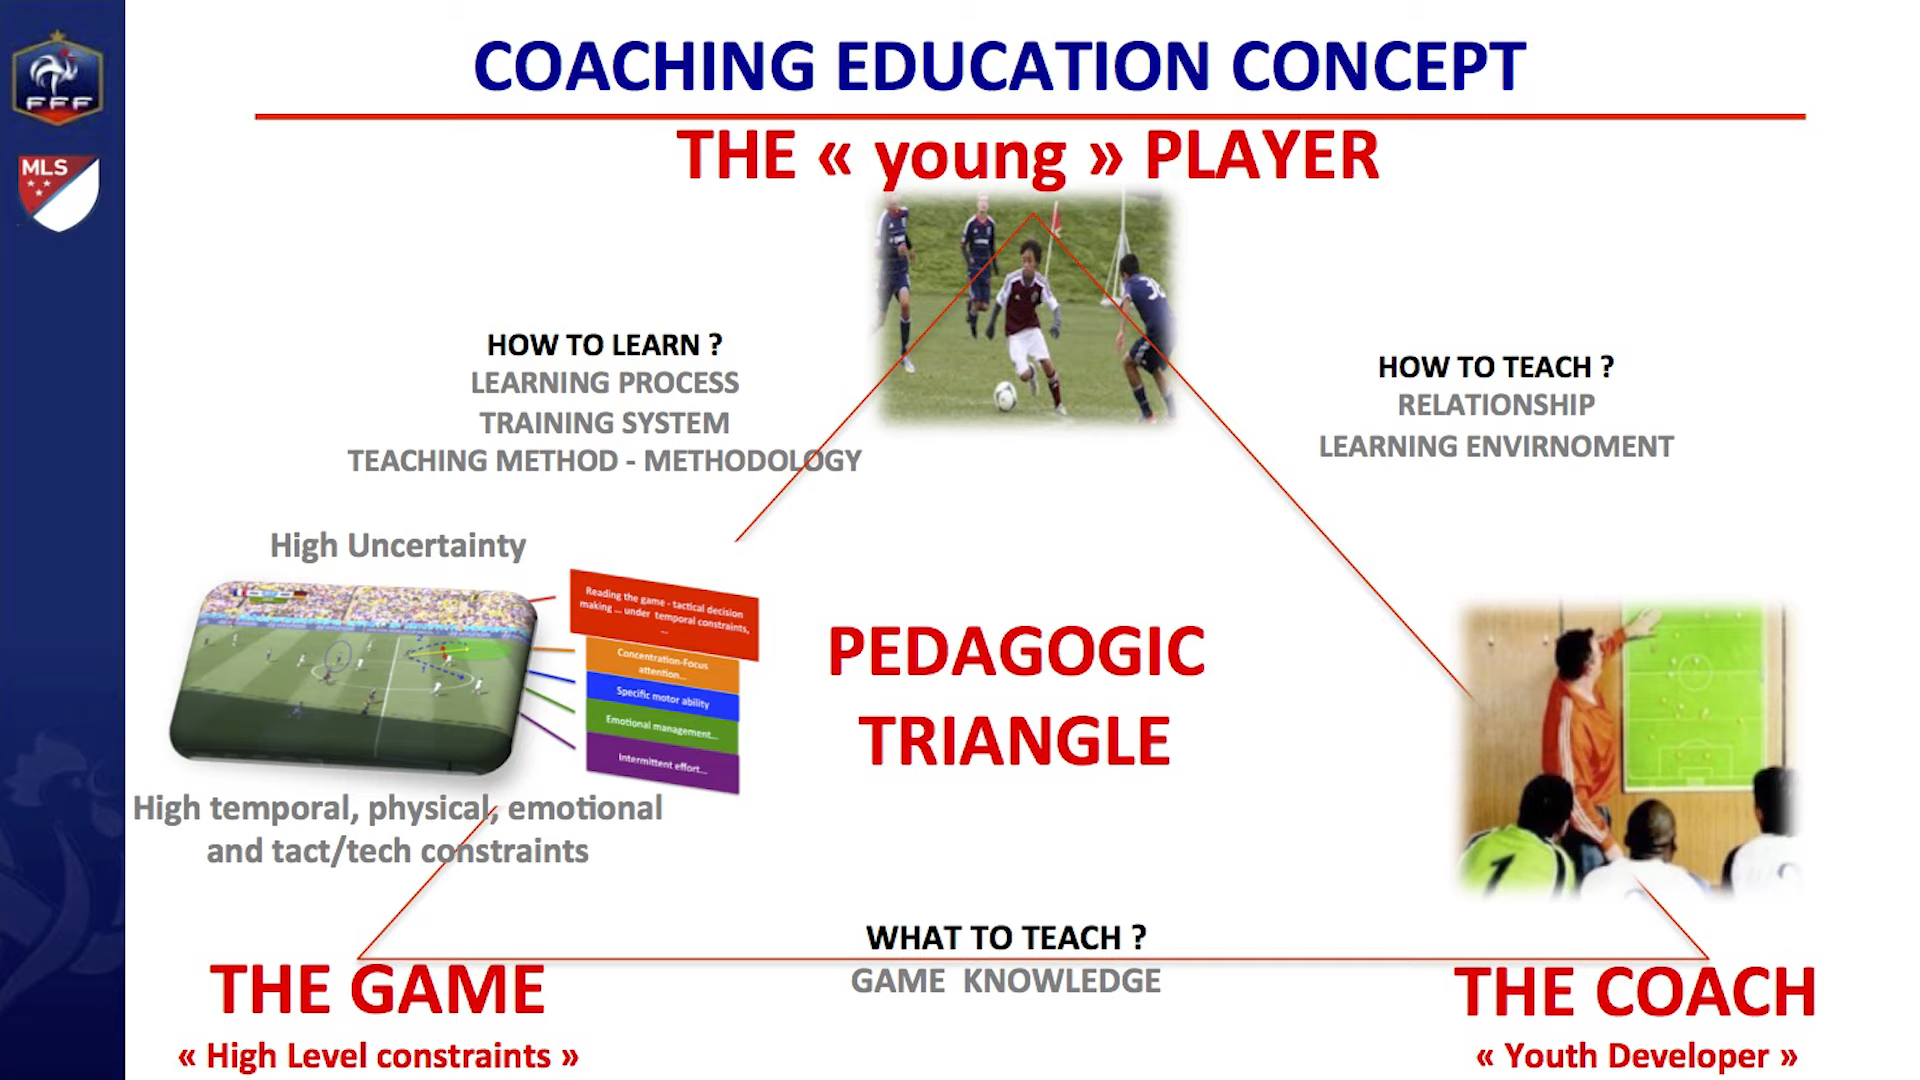 FFF
MLS
COACHING EDUCATION CONCEPT
THE « young » PLAYER
HOW TO LEARN ?
LEARNING PROCESS
TRAINING SYSTEM
TEACHING METHOD - METHODOLOGY
HOW TO TEACH ?
RELATIONSHIP
LEARNING ENVIRNOMENT
High Uncertainty
Reading the game - tactical decision
making ... under temporal constraints,
...
Concentration-Focus
attention...
Specific motor ability
Emotional management...
Intermittent effort...
PEDAGOGIC
TRIANGLE
High temporal, physical, emotional
and tact/tech constraints
1
WHAT TO TEACH ?
GAME KNOWLEDGE
THE GAME
« High Level constraints »
THE COACH
« Youth Developer »